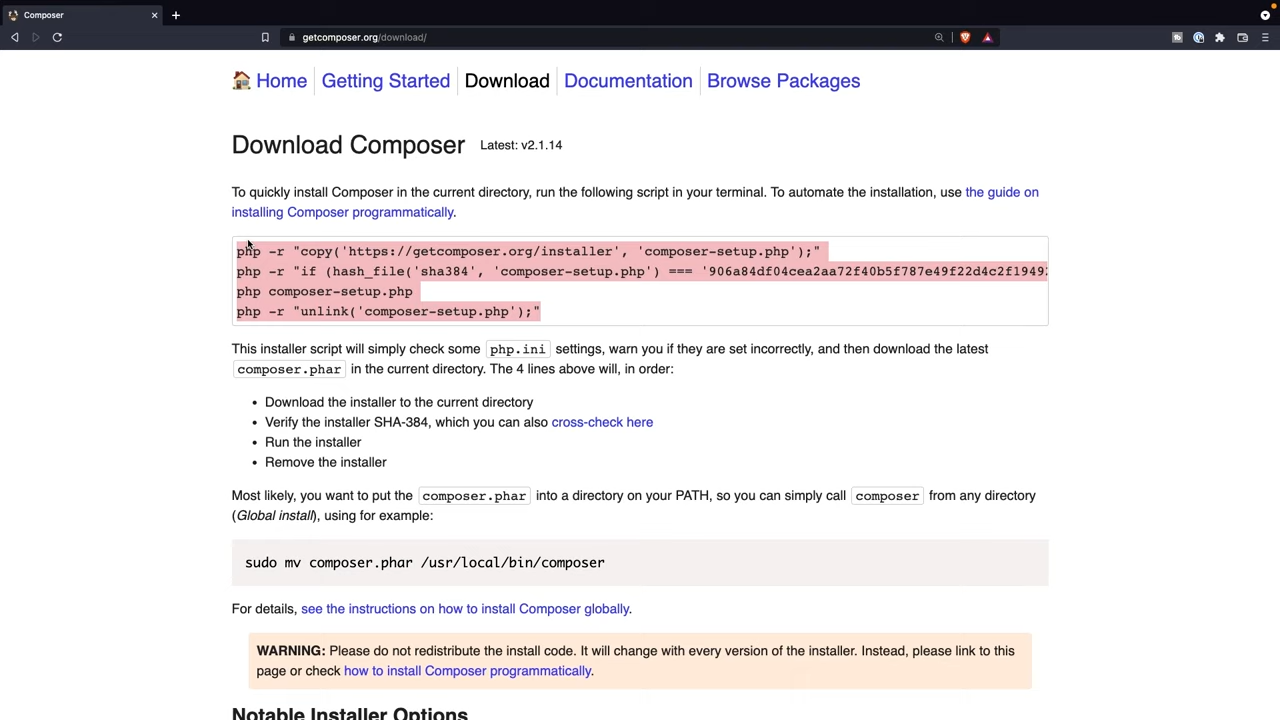 Composer
getcomposer.org/download/
Home
Getting Started
Download
Documentation
Browse Packages
Download Composer
Latest: v2.1.14
To quickly install Composer in the current directory, run the following script in your terminal. To automate the installation, use the guide on
installing Composer programmatically.
php -r "copy('https://getcomposer.org/installer', 'composer-setup.php');"
php -r "if (hash_file('sha384', 'composer-setup.php') === '906a84df04cea2aa72f40b5f787e49f22d4c2f19492
php composer-setup.php
php -r "unlink('composer-setup.php');"
This installer script will simply check some php.ini settings, warn you if they are set incorrectly, and then download the latest
composer.phar in the current directory. The 4 lines above will, in order:
• Download the installer to the current directory
• Verify the installer SHA-384, which you can also cross-check here
• Run the installer
• Remove the installer
Most likely, you want to put the composer.phar into a directory on your PATH, so you can simply call composer from any directory
(Global install), using for example:
sudo mv composer.phar /usr/local/bin/composer
For details, see the instructions on how to install Composer globally.
WARNING: Please do not redistribute the install code. It will change with every version of the installer. Instead, please link to this
page or check how to install Composer programmatically.
Notable Installer Options